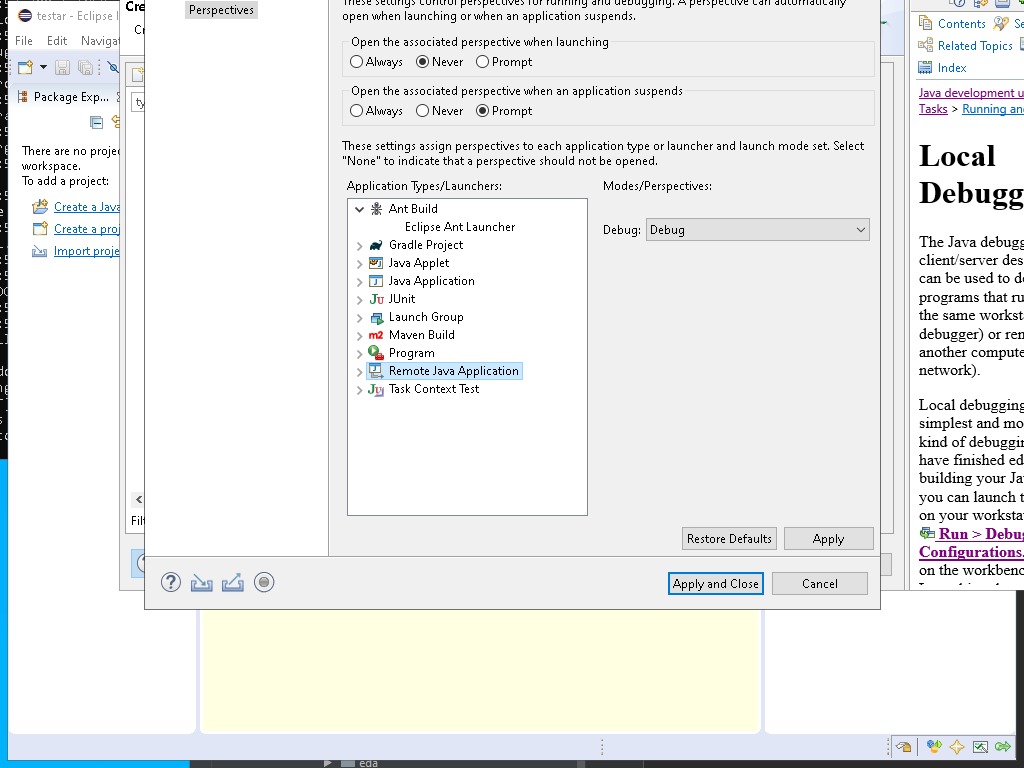 testar - Eclipse I
File Edit Navigat
Package Exp...
There are no proje
workspace.
To add a project:
Create a Java
Create a proj
Import proje
Cre
Cr
ty
Filt
Perspectives
These settings control perspectives for running and debugging. A perspective can automatically
open when launching or when an application suspends.
Open the associated perspective when launching
Always Never Prompt
Open the associated perspective when an application suspends
Always Never Prompt
These settings assign perspectives to each application type or launcher and launch mode set. Select
"None" to indicate that a perspective should not be opened.
Application Types/Launchers:
Modes/Perspectives:
Ant Build
Eclipse Ant Launcher
Gradle Project
Java Applet
Java Application
JUnit
Launch Group
Maven Build
Program
Remote Java Application
Task Context Test
Debug: Debug
Restore Defaults Apply
Apply and Close Cancel
Contents Se
Related Topics
Index
Java development u
Tasks > Running and
Local
Debugg
The Java debugg
client/server des
can be used to de
programs that ru
the same worksta
debugger) or rem
another compute
network).
Local debugging
simplest and mo
kind of debuggin
have finished ed
building your Jav
you can launch t
on your worksta
Run > Debug
Configurations.
on the workbenc
eda